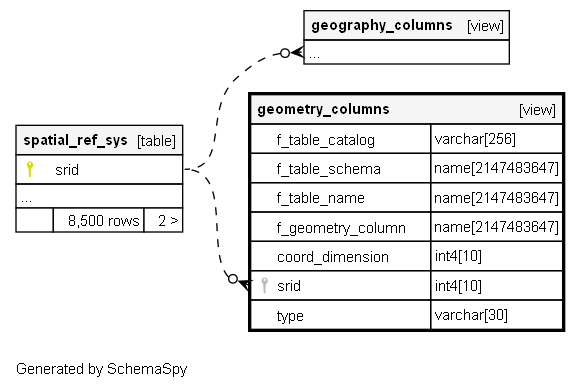 geography_columns [view]
...
geometry_columns [view]
f_table_catalog varchar[256]
f_table_schema name[2147483647]
f_table_name name[2147483647]
f_geometry_column name[2147483647]
coord_dimension int4[10]
srid int4[10]
type varchar[30]
spatial_ref_sys [table]
srid
...
8,500 rows 2 >
Generated by SchemaSpy